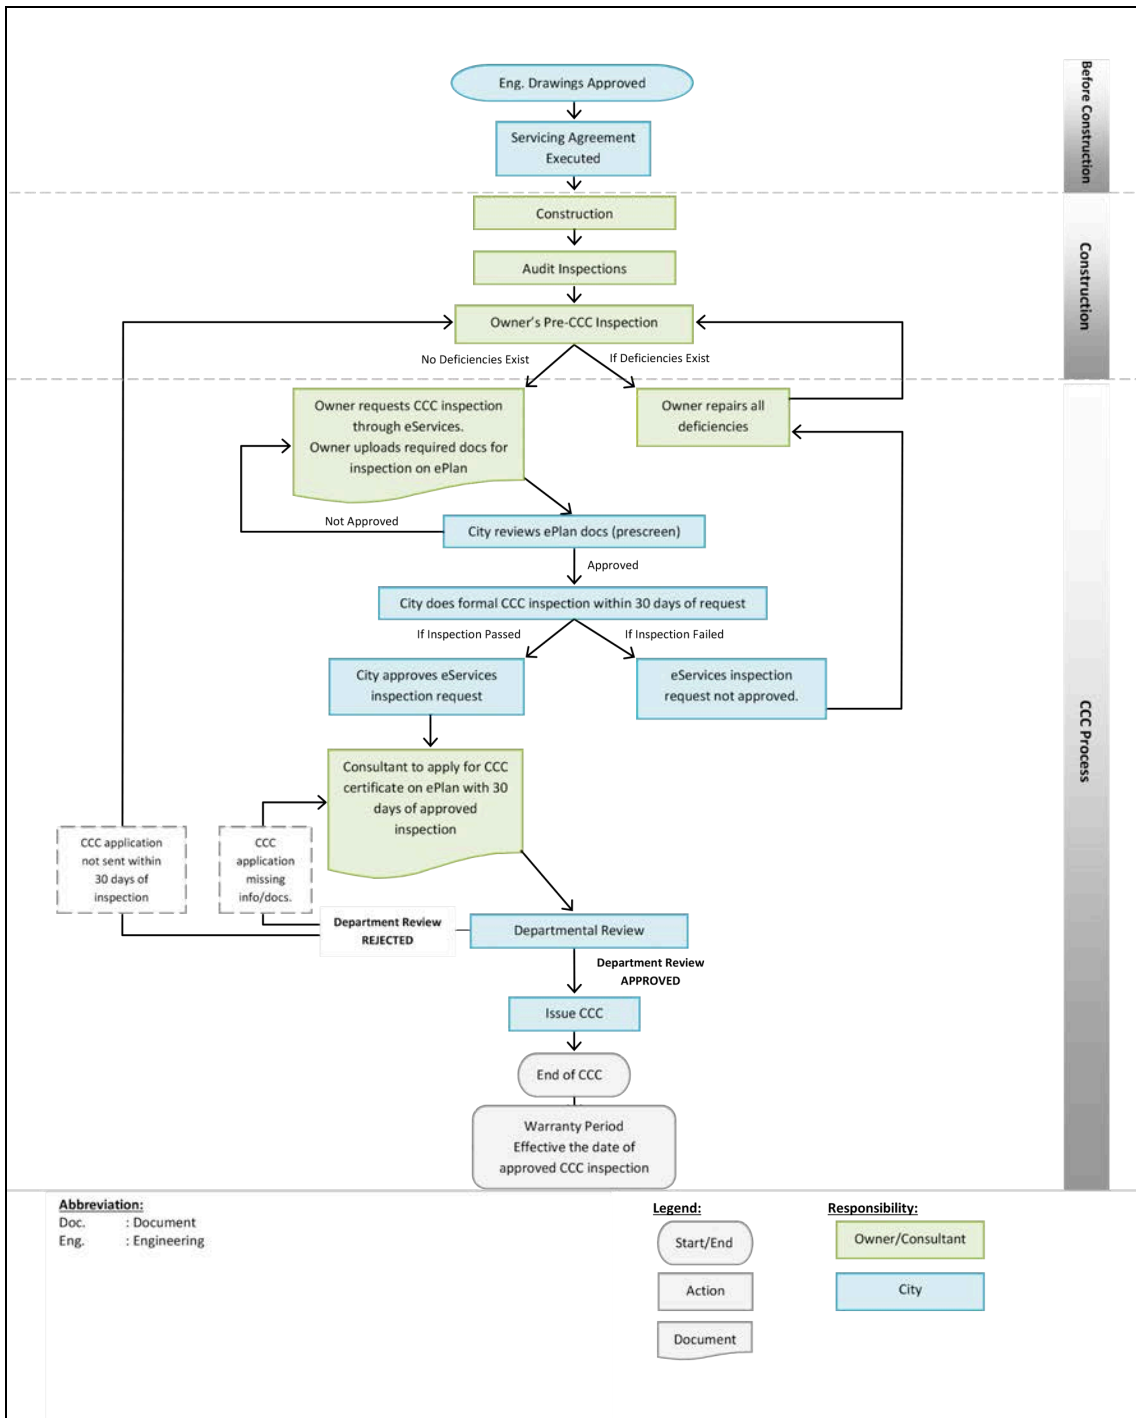 Eng. Drawings Approved
Before Construction
Servicing Agreement
Executed
Construction
Construction
Audit Inspections
Owner's Pre-CCC Inspection
No Deficiencies Exist
If Deficiencies Exist
Owner requests CCC inspection
through eServices.
Owner uploads required docs for
inspection on ePlan
Owner repairs all
deficiencies
Not Approved
City reviews ePlan docs (prescreen)
Approved
City does formal CCC inspection within 30 days of request
If Inspection Passed
If Inspection Failed
City approves eServices
inspection request
eServices inspection
request not approved.
CCC Process
Consultant to apply for CCC
certificate on ePlan with 30
days of approved
inspection
CCC application
not sent within
30 days of
inspection
CCC
application
missing
info/docs.
Department Review
REJECTED
Departmental Review
Department Review
APPROVED
Issue CCC
End of CCC
Warranty Period
Effective the date of
approved CCC inspection
Abbreviation:
Doc. : Document
Eng. : Engineering
Legend:
Start/End
Action
Document
Responsibility:
Owner/Consultant
City